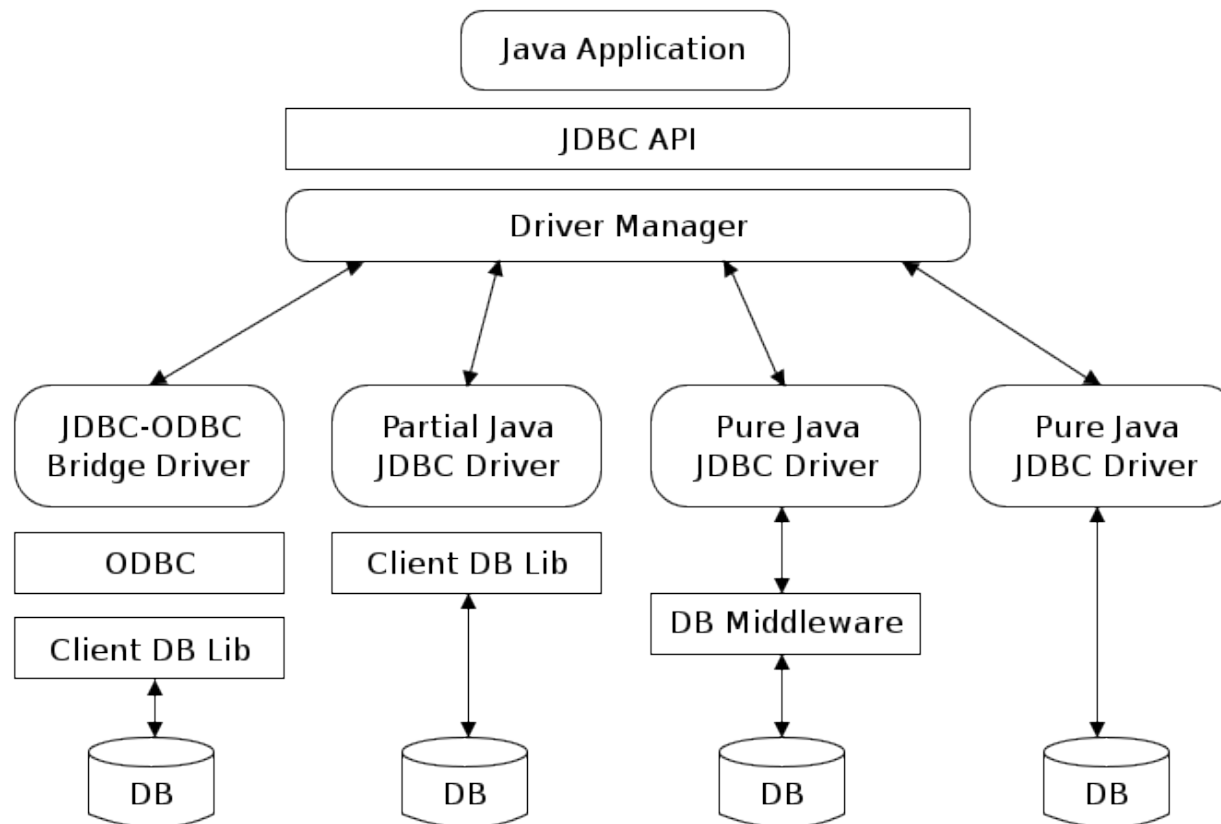 Java Application
JDBC API
Driver Manager
JDBC-ODBC
Bridge Driver
Partial Java
JDBC Driver
Pure Java
JDBC Driver
Pure Java
JDBC Driver
ODBC
Client DB Lib
Client DB Lib
DB Middleware
DB
DB
DB
DB